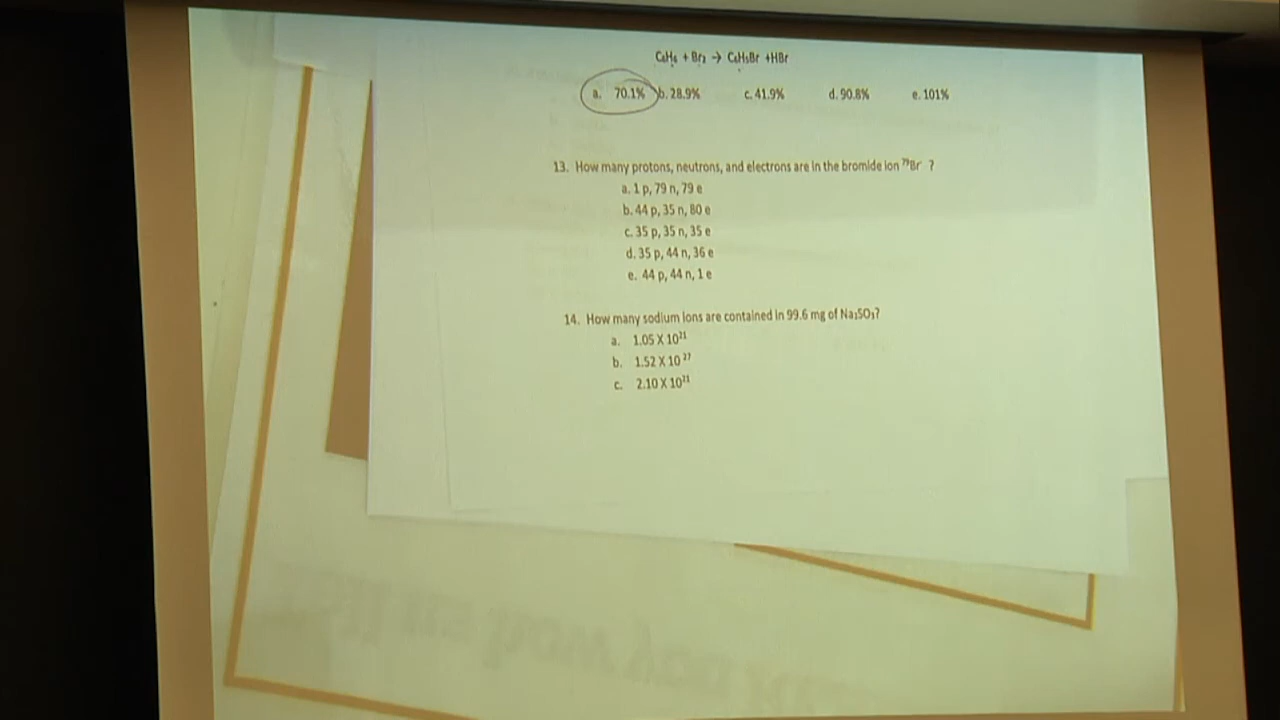 C₆H₆ + Br₂ → C₆H₅Br +HBr
a. 70.1% b. 28.9% c. 41.9% d. 90.8% e. 101%
13. How many protons, neutrons, and electrons are in the bromide ion ⁷⁹Br ?
a. 1 p, 79 n, 79 e
b. 44 p, 35 n, 80 e
c. 35 p, 35 n, 35 e
d. 35 p, 44 n, 36 e
e. 44 p, 44 n, 1 e
14. How many sodium ions are contained in 99.6 mg of Na₂SO₃?
a. 1.05 X 10²¹
b. 1.52 X 10²⁷
c. 2.10 X 10²¹